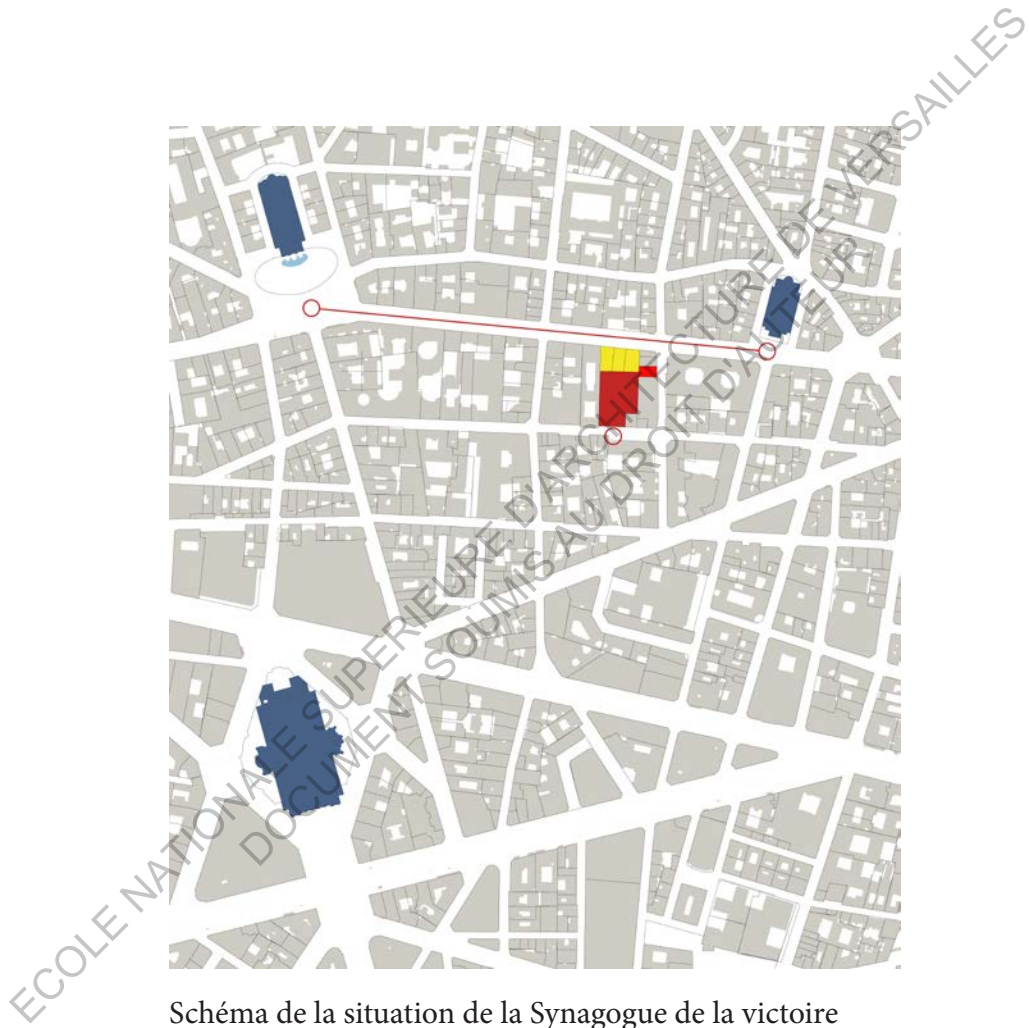 ECOLE NATIONALE SUPERIEURE D'ARCHITECTURE DE VERSAILLES
DOCUMENT SOUMIS AU DROIT D'AUTEUR
Schéma de la situation de la Synagogue de la victoire